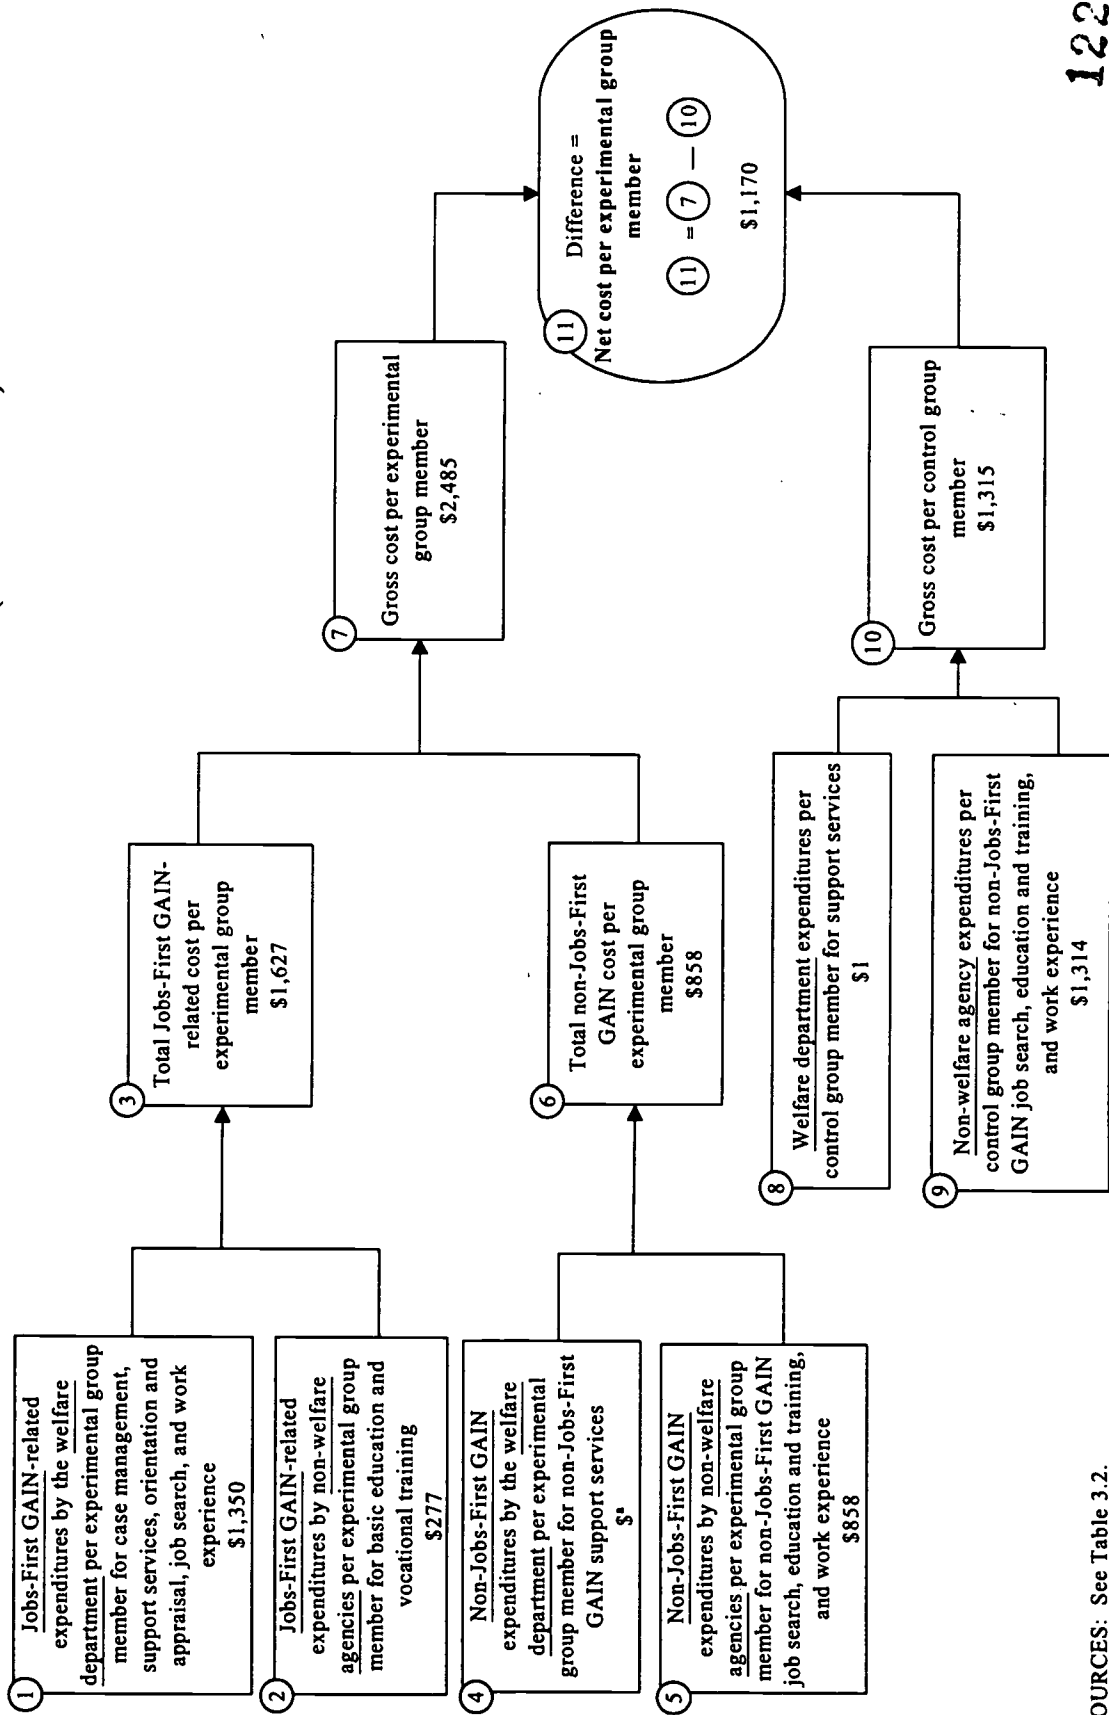 1
Jobs-First GAIN-related
expenditures by the welfare
department per experimental group
member for case management,
support services, orientation and
appraisal, job search, and work
experience
$1,350
2
Jobs-First GAIN-related
expenditures by non-welfare
agencies per experimental group
member for basic education and
vocational training
$277
3
Total Jobs-First GAIN-
related cost per
experimental group
member
$1,627
4
Non-Jobs-First GAIN
expenditures by the welfare
department per experimental
group member for non-Jobs-First
GAIN support services
$ª
5
Non-Jobs-First GAIN
expenditures by non-welfare
agencies per experimental group
member for non-Jobs-First GAIN
job search, education and training,
and work experience
$858
6
Total non-Jobs-First
GAIN cost per
experimental group
member
$858
7
Gross cost per experimental
group member
$2,485
8
Welfare department expenditures per
control group member for support services
$1
9
Non-welfare agency expenditures per
control group member for non-Jobs-First
GAIN job search, education and training,
and work experience
$1,314
10
Gross cost per control group
member
$1,315
11
Difference =
Net cost per experimental group
member
11 = 7 — 10
$1,170
OURCES: See Table 3.2.
122